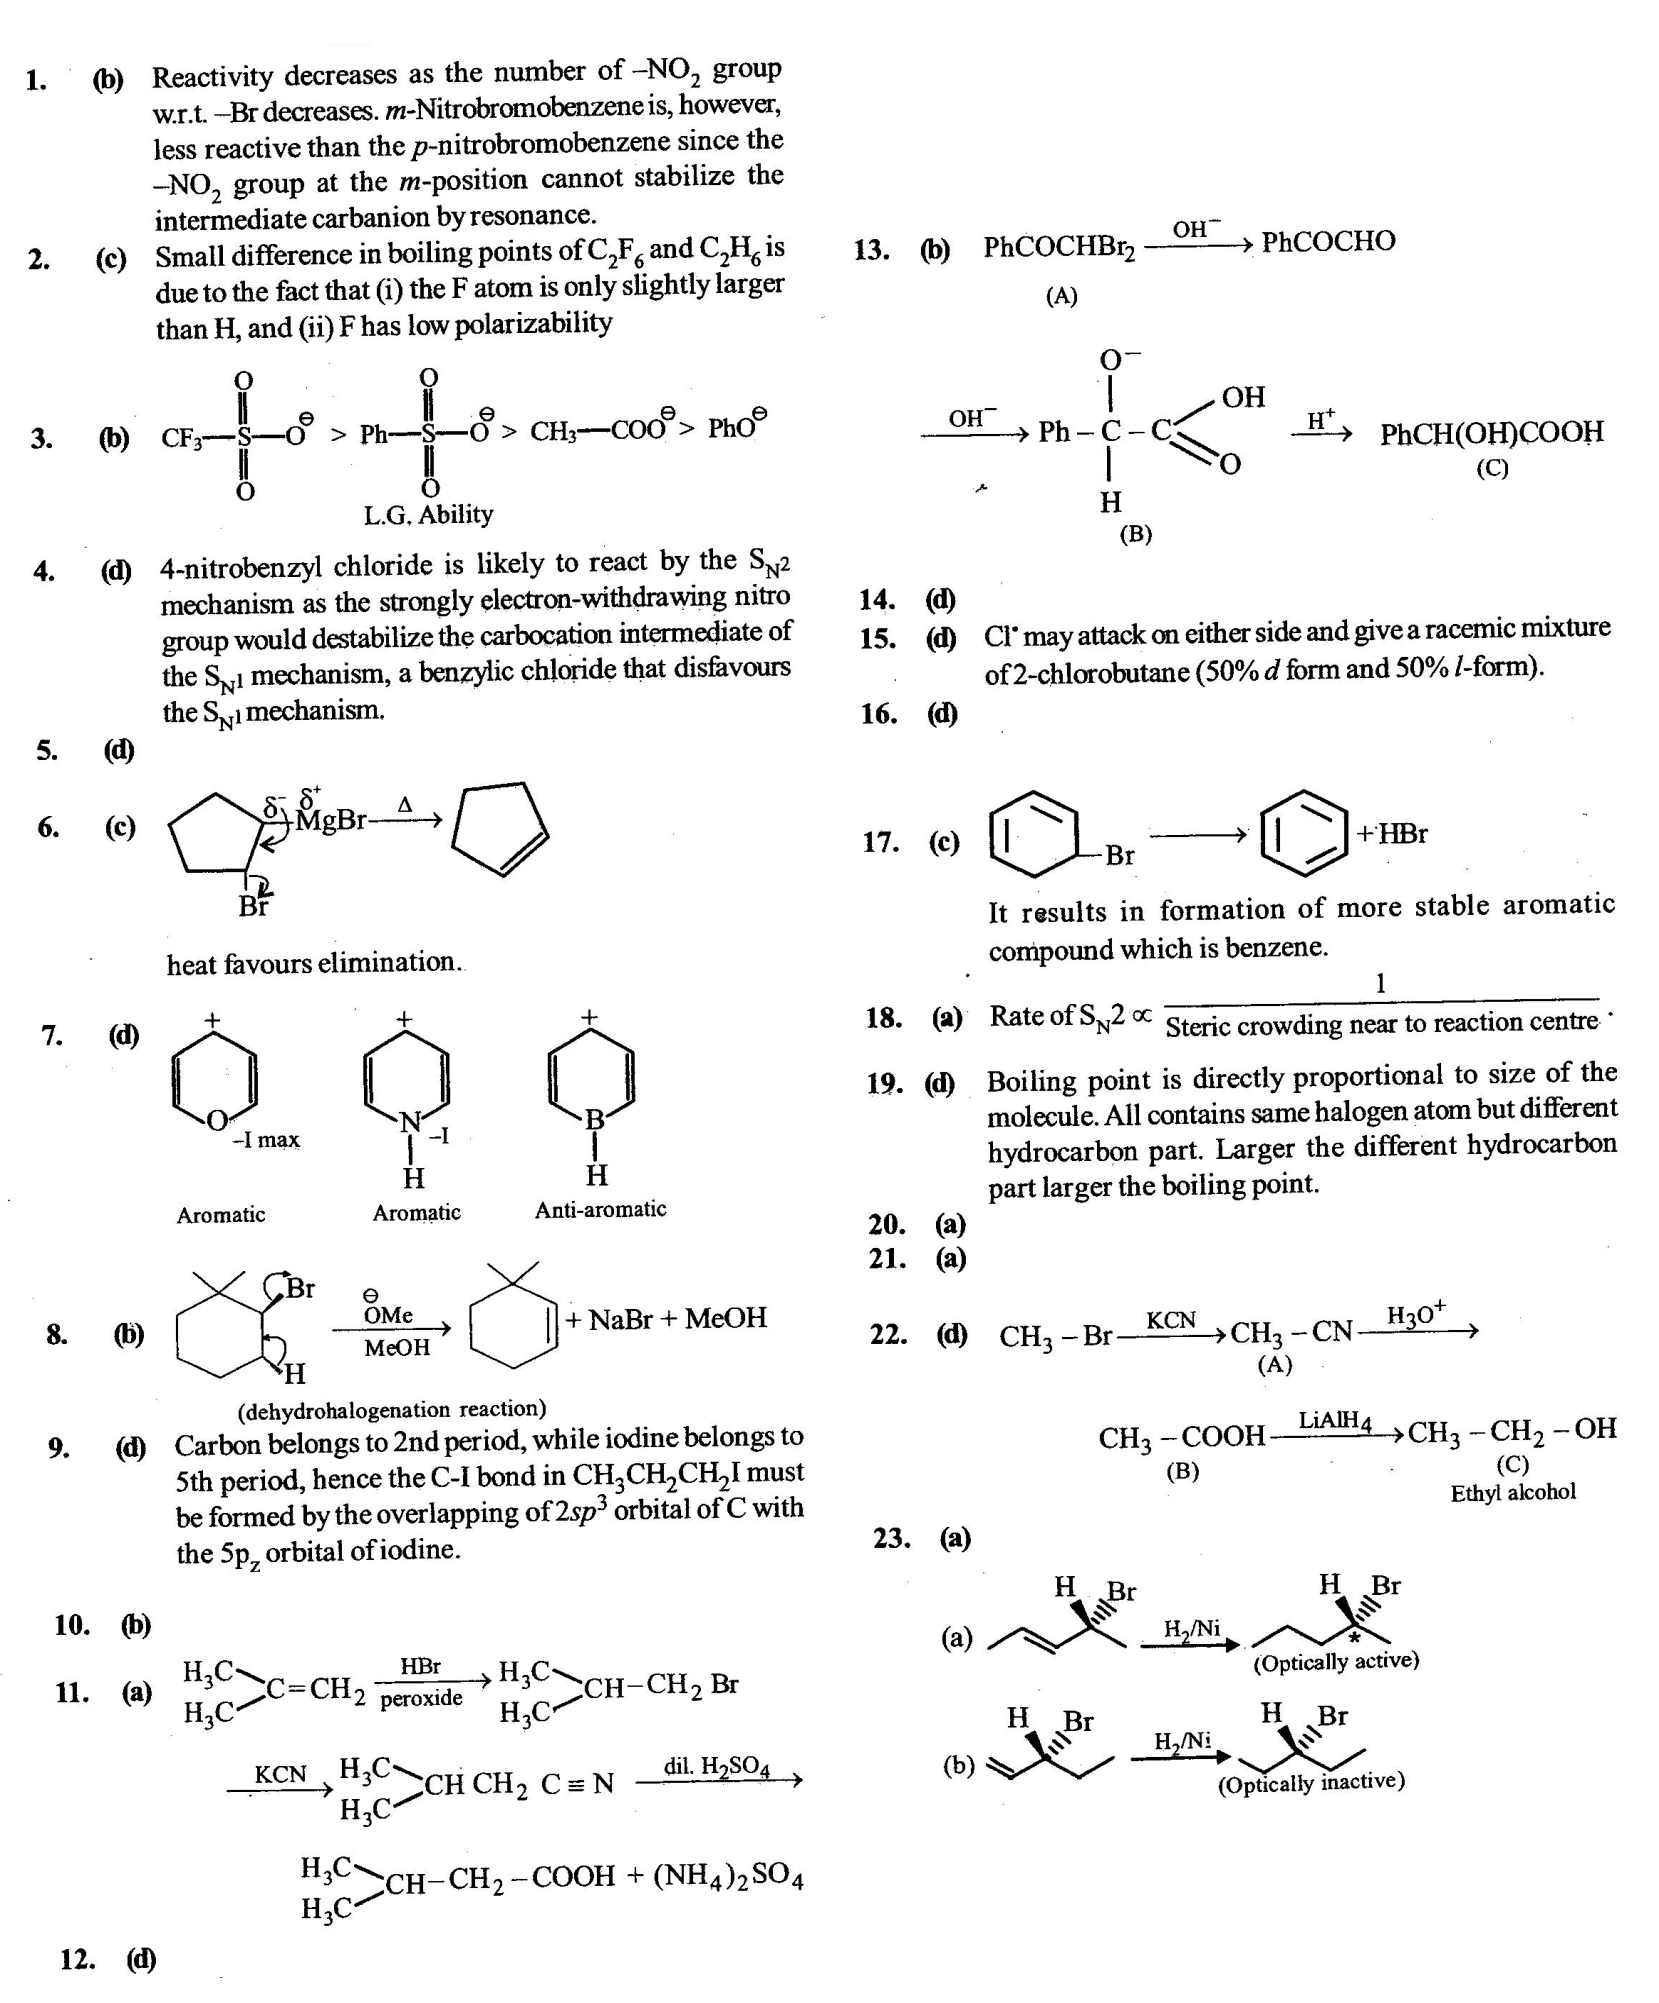 1. (b) Reactivity decreases as the number of –NO₂ group
w.r.t. –Br decreases. m-Nitrobromobenzene is, however,
less reactive than the p-nitrobromobenzene since the
–NO₂ group at the m-position cannot stabilize the
intermediate carbanion by resonance.
2. (c) Small difference in boiling points of C₂F₆ and C₂H₆ is
due to the fact that (i) the F atom is only slightly larger
than H, and (ii) F has low polarizability
O O
3. (b) CF₃—S—O⊖ > Ph—S—O⊖ > CH₃—COO⊖ > PhO⊖
O O
L.G. Ability
4. (d) 4-nitrobenzyl chloride is likely to react by the S_N2
mechanism as the strongly electron-withdrawing nitro
group would destabilize the carbocation intermediate of
the S_N1 mechanism, a benzylic chloride that disfavours
the S_N1 mechanism.
5. (d)
6. (c) δ⁻ δ⁺ MgBr Δ →
Br
heat favours elimination.
7. (d) + + +
O –I max N –I B
H H
Aromatic Aromatic Anti-aromatic
8. (b) Br ⊖OMe → + NaBr + MeOH
MeOH
H
(dehydrohalogenation reaction)
9. (d) Carbon belongs to 2nd period, while iodine belongs to
5th period, hence the C-I bond in CH₃CH₂CH₂I must
be formed by the overlapping of 2sp³ orbital of C with
the 5p_z orbital of iodine.
10. (b)
11. (a) H₃C H₃C C=CH₂ HBr peroxide → H₃C H₃C CH–CH₂ Br
KCN → H₃C H₃C CH CH₂ C≡N dil. H₂SO₄ →
H₃C H₃C CH–CH₂–COOH + (NH₄)₂SO₄
12. (d)
13. (b) PhCOCHBr₂ OH⁻ → PhCOCHO
(A)
O⁻
OH⁻ → Ph–C–C OH O H⁺ → PhCH(OH)COOH
(C)
H
(B)
14. (d)
15. (d) Cl• may attack on either side and give a racemic mixture
of 2-chlorobutane (50% d form and 50% l-form).
16. (d)
17. (c) Br → +HBr
It results in formation of more stable aromatic
compound which is benzene.
18. (a) Rate of S_N2 ∝ 1 / Steric crowding near to reaction centre .
19. (d) Boiling point is directly proportional to size of the
molecule. All contains same halogen atom but different
hydrocarbon part. Larger the different hydrocarbon
part larger the boiling point.
20. (a)
21. (a)
22. (d) CH₃–Br KCN → CH₃–CN H₃O⁺ →
(A)
CH₃–COOH LiAlH₄ → CH₃–CH₂–OH
(B) (C)
Ethyl alcohol
23. (a)
H Br H Br
(a) H₂/Ni → *
(Optically active)
H Br H Br
(b) H₂/Ni →
(Optically inactive)